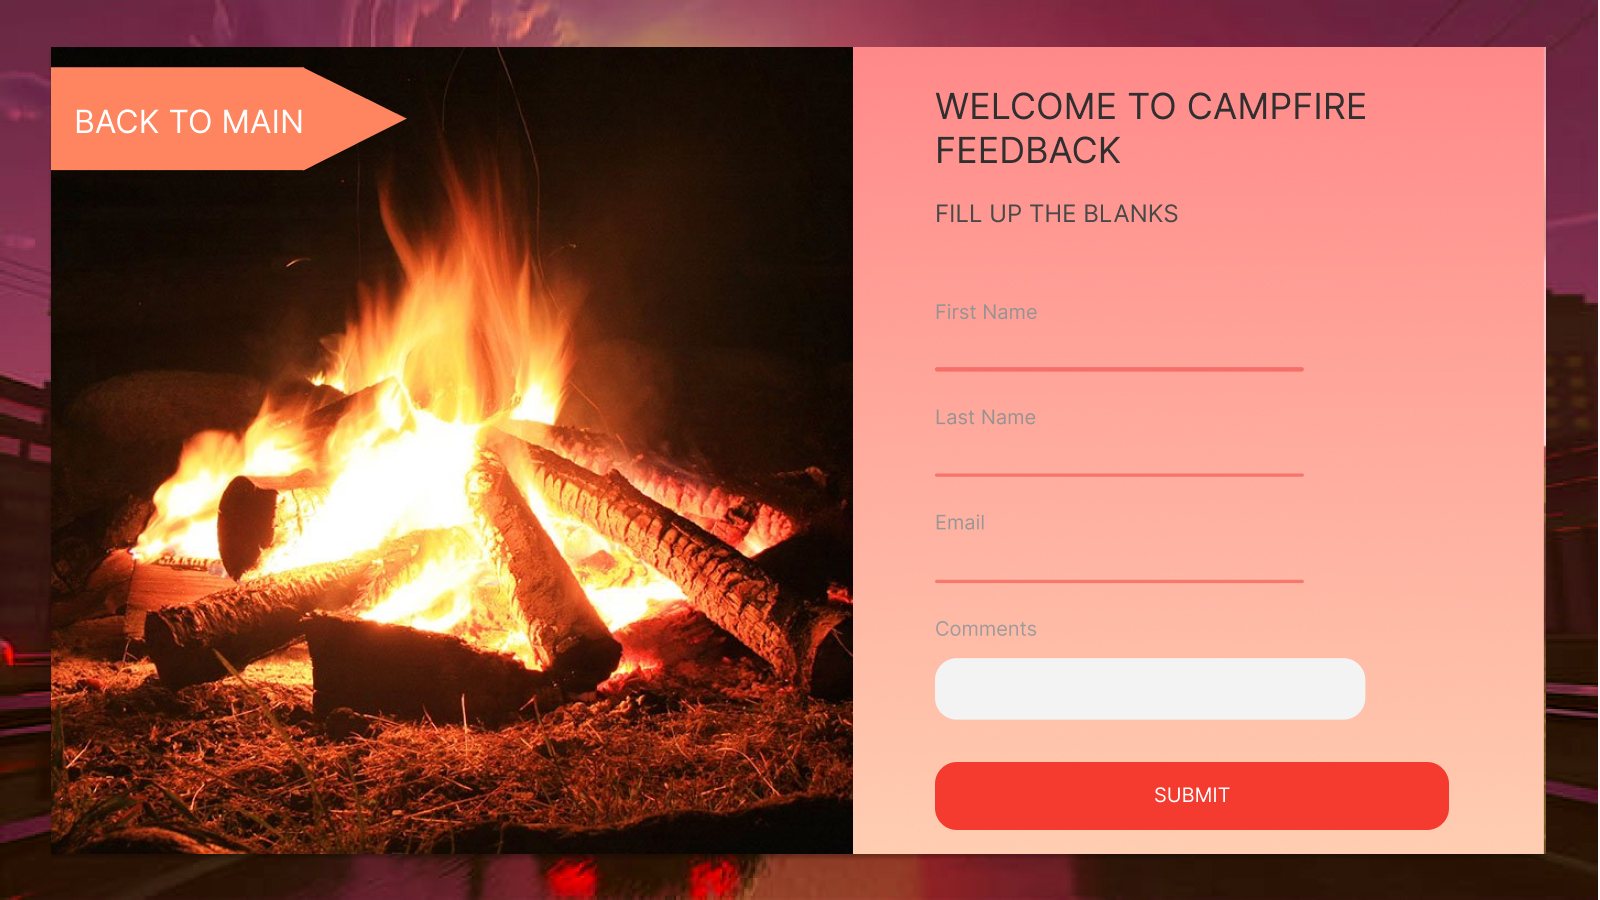 BACK TO MAIN
WELCOME TO CAMPFIRE
FEEDBACK
FILL UP THE BLANKS
First Name
Last Name
Email
Comments
SUBMIT